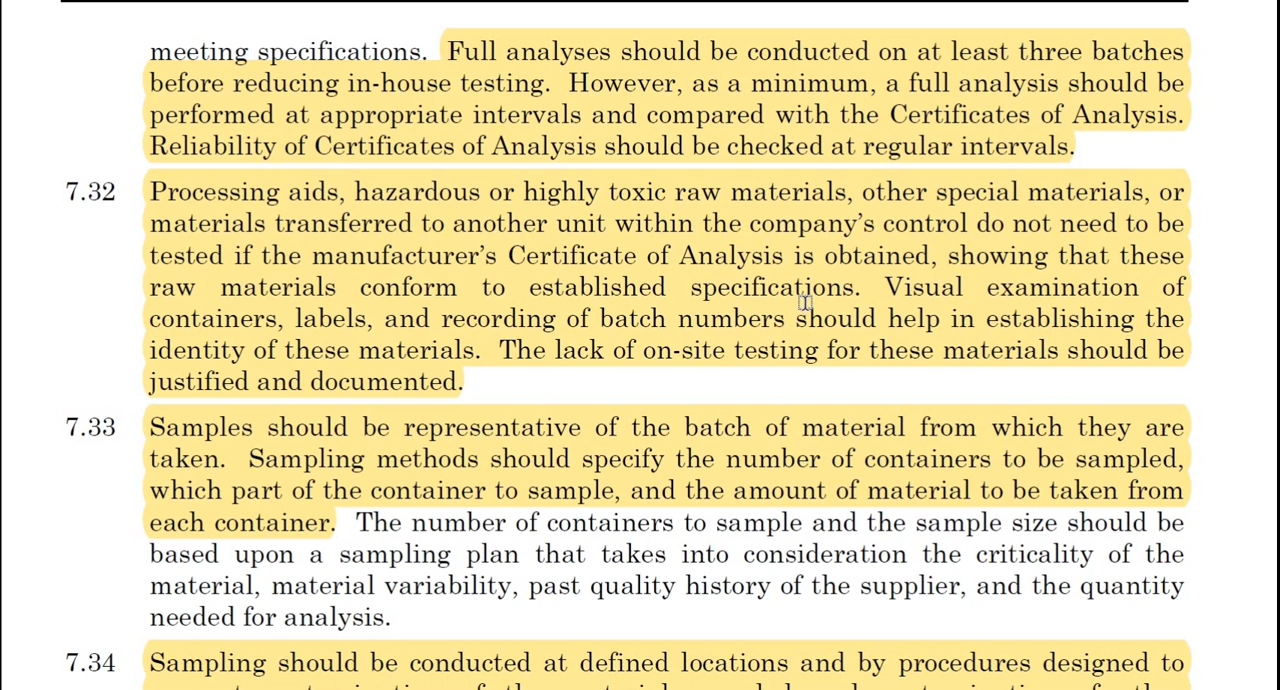 meeting specifications. Full analyses should be conducted on at least three batches
before reducing in-house testing. However, as a minimum, a full analysis should be
performed at appropriate intervals and compared with the Certificates of Analysis.
Reliability of Certificates of Analysis should be checked at regular intervals.
7.32 Processing aids, hazardous or highly toxic raw materials, other special materials, or
materials transferred to another unit within the company's control do not need to be
tested if the manufacturer's Certificate of Analysis is obtained, showing that these
raw materials conform to established specifications. Visual examination of
containers, labels, and recording of batch numbers should help in establishing the
identity of these materials. The lack of on-site testing for these materials should be
justified and documented.
7.33 Samples should be representative of the batch of material from which they are
taken. Sampling methods should specify the number of containers to be sampled,
which part of the container to sample, and the amount of material to be taken from
each container. The number of containers to sample and the sample size should be
based upon a sampling plan that takes into consideration the criticality of the
material, material variability, past quality history of the supplier, and the quantity
needed for analysis.
7.34 Sampling should be conducted at defined locations and by procedures designed to